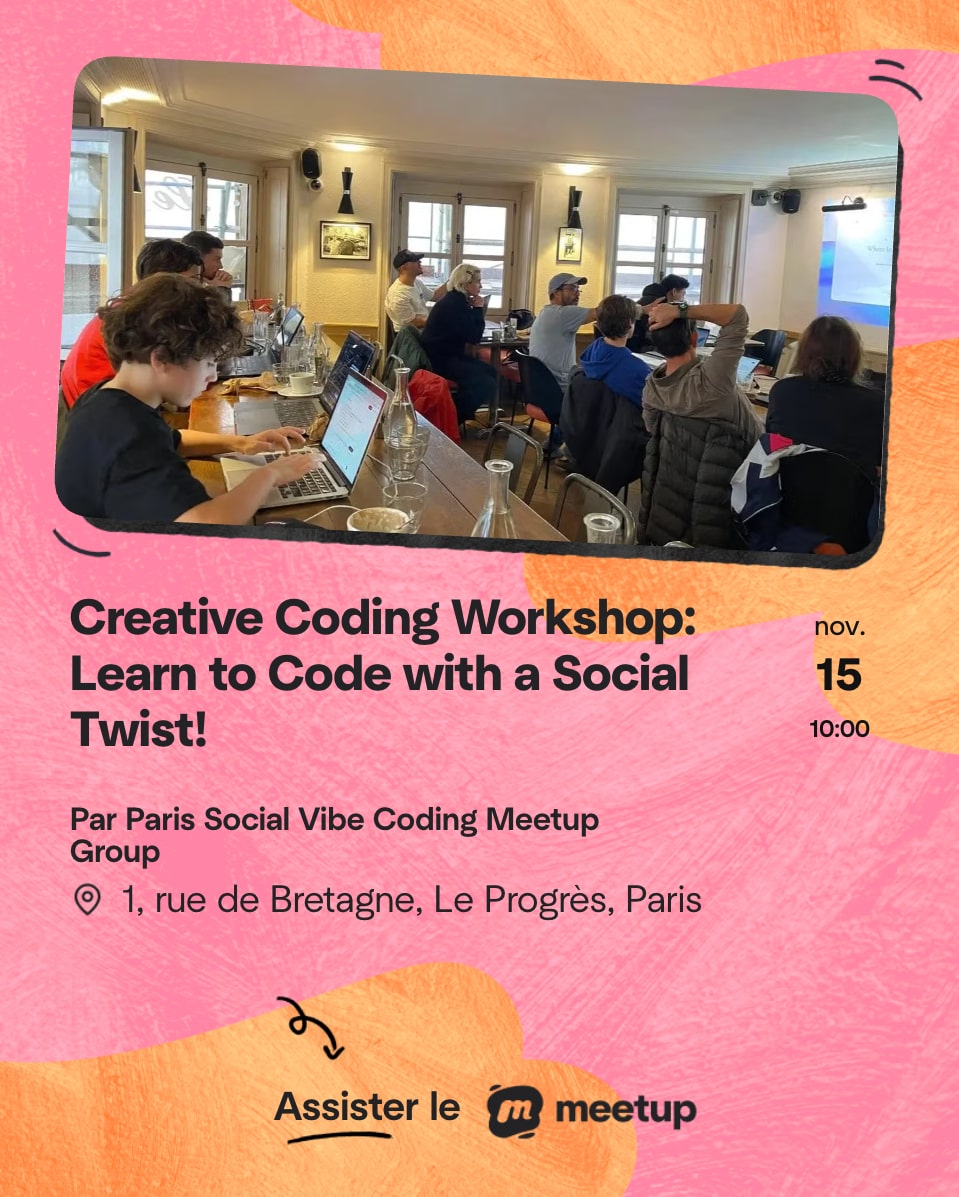 Creative Coding Workshop:
Learn to Code with a Social
Twist!
nov.
15
10:00
Par Paris Social Vibe Coding Meetup
Group
1, rue de Bretagne, Le Progrès, Paris
Assister le
m meetup